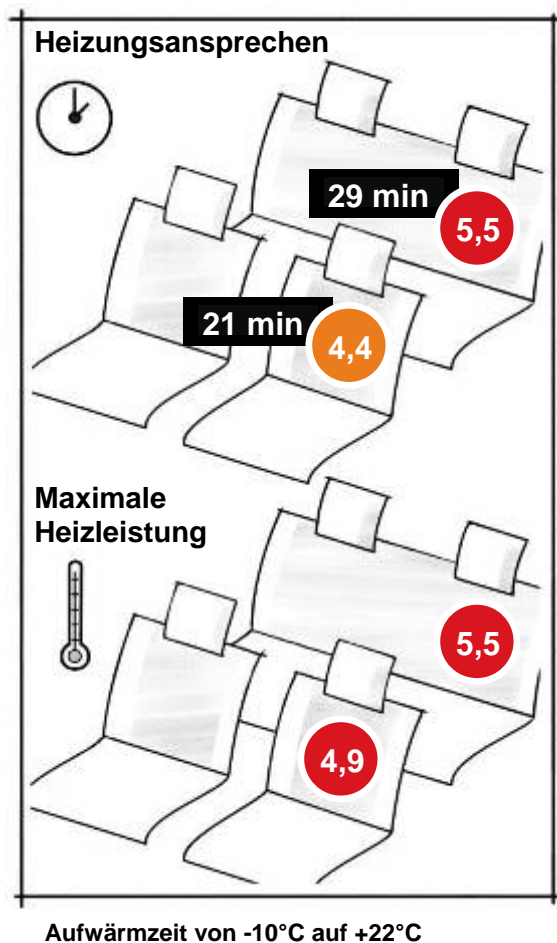 Heizungsansprechen
29 min
5,5
21 min
4,4
Maximale
Heizleistung
5,5
4,9
Aufwärmzeit von -10°C auf +22°C